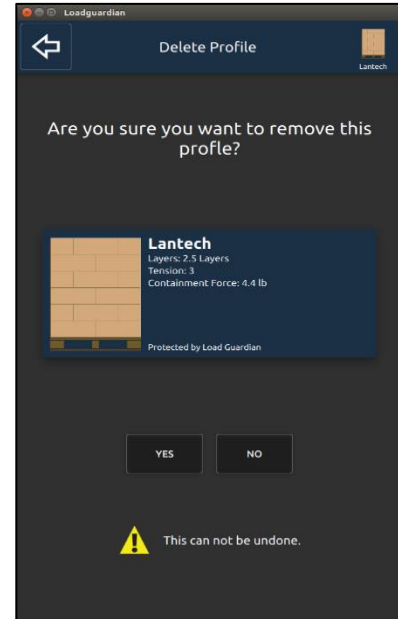 Loadguardian
Delete Profile
Lantech
Are you sure you want to remove this
profle?
Lantech
Layers: 2.5 Layers
Tension: 3
Containment Force: 4.4 lb
Protected by Load Guardian
YES
NO
This can not be undone.